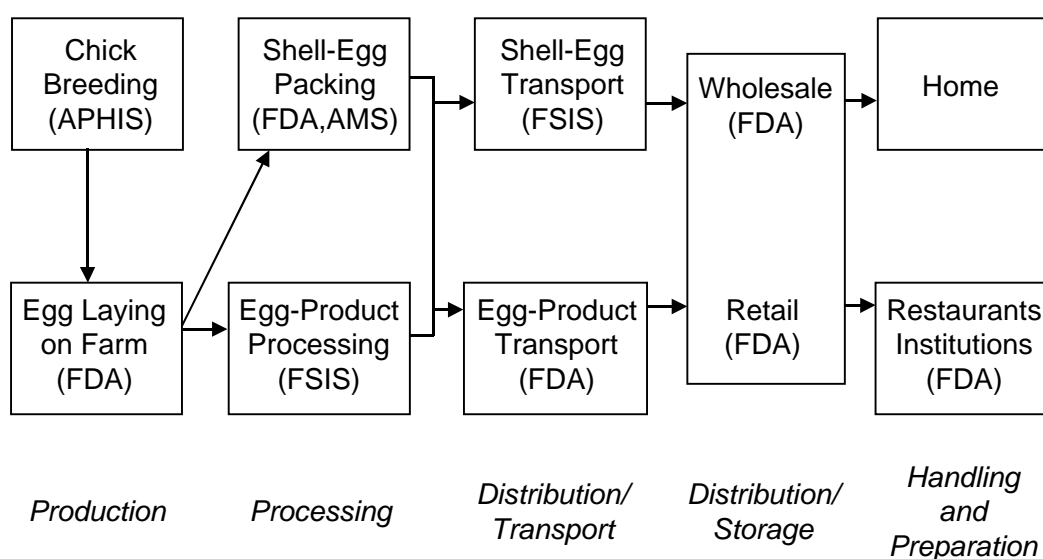 Chick
Breeding
(APHIS)
Shell-Egg
Packing
(FDA,AMS)
Shell-Egg
Transport
(FSIS)
Wholesale
(FDA)
Home
Egg Laying
on Farm
(FDA)
Egg-Product
Processing
(FSIS)
Egg-Product
Transport
(FDA)
Retail
(FDA)
Restaurants
Institutions
(FDA)
Production
Processing
Distribution/
Transport
Distribution/
Storage
Handling
and
Preparation